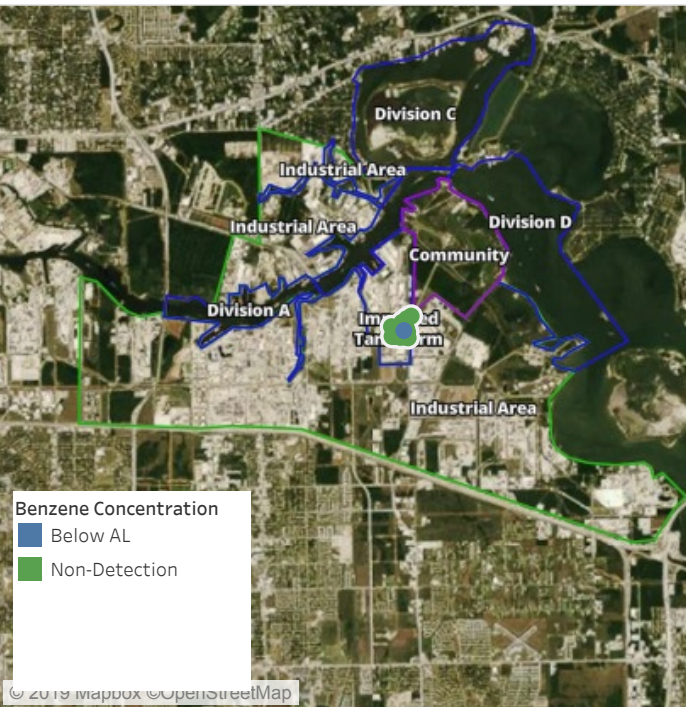 Division C
Industrial Area
Industrial Area
Division D
Community
Division A
Industrial Area
Benzene Concentration
Below AL
Non-Detection
© 2019 Mapbox ©OpenStreetMap